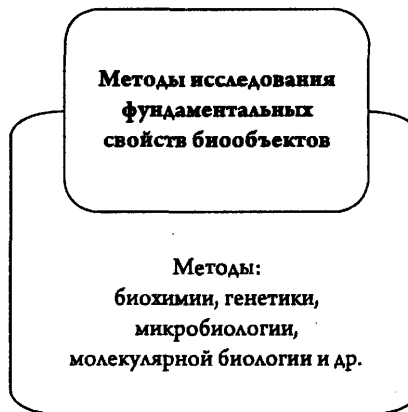 Методы исследования
фундаментальных
свойств биообъектов
Методы:
биохимии, генетики,
микробиологии,
молекулярной биологии и др.